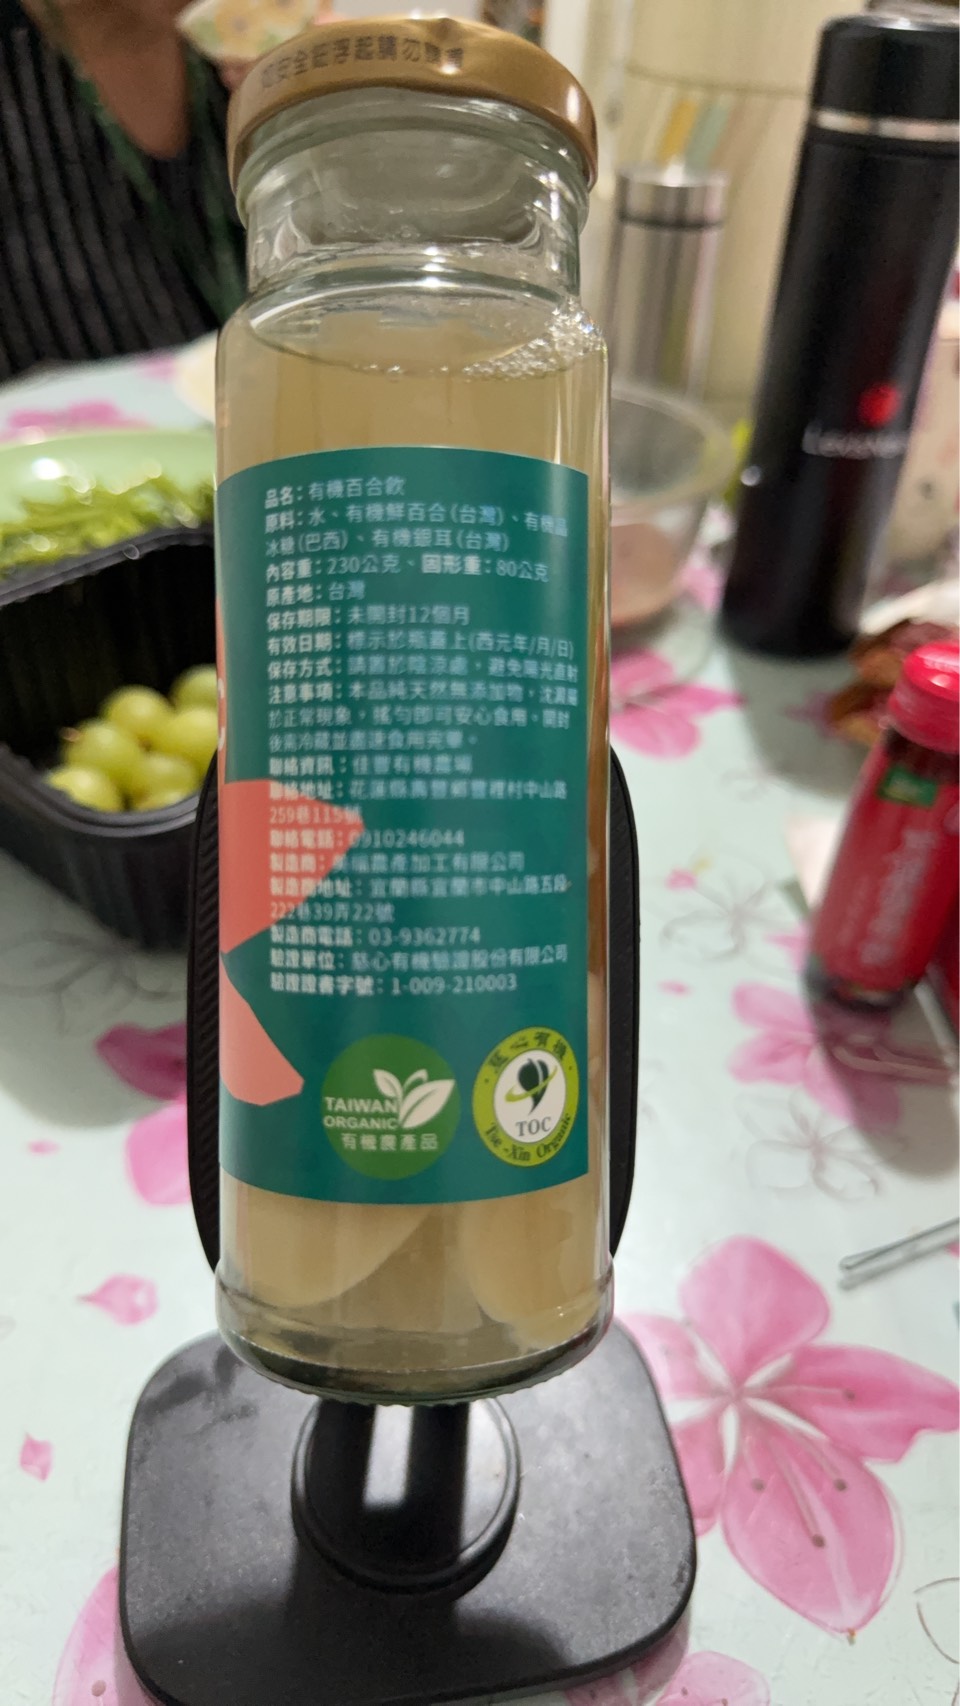 如安全鈕浮起請勿購買
品名：有機百合飲
原料：水、有機鮮百合(台灣)、有機晶
冰糖(巴西)、有機銀耳(台灣)
內容重：230公克、固形重：80公克
原產地：台灣
保存期限：未開封12個月
有效日期：標示於瓶蓋上(西元年/月/日)
保存方式：請置於陰涼處，避免陽光直射
注意事項：本品純天然無添加物，沈澱屬
於正常現象，搖勻即可安心食用。開封
後需冷藏並盡速食用完畢。
聯絡資訊：佳豐有機農場
聯絡地址：花蓮縣壽豐鄉豐裡村中山路
259巷115號
聯絡電話：0910246044
製造商：美福農產加工有限公司
製造商地址：宜蘭縣宜蘭市中山路五段
222巷39弄22號
製造商電話：03-9362774
驗證單位：慈心有機驗證股份有限公司
驗證證書字號：1-009-210003
TAIWAN
ORGANIC
有機農產品
慈心有機
TOC
Tse-Xin Organic